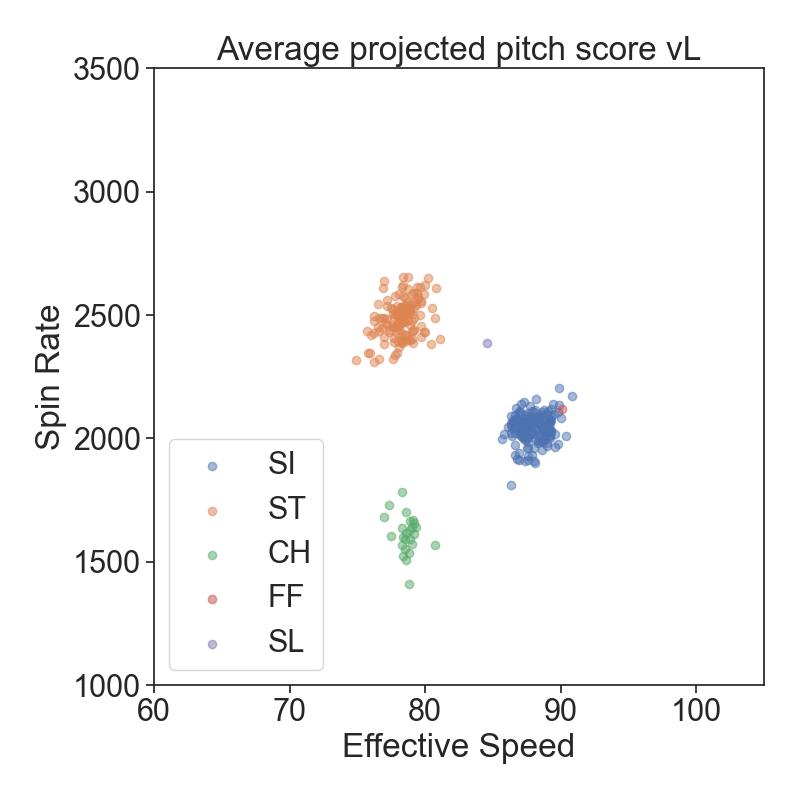 Average projected pitch score vL
3500
3000
2500
2000
1500
1000
Spin Rate
SI
ST
CH
FF
SL
60 70 80 90 100
Effective Speed